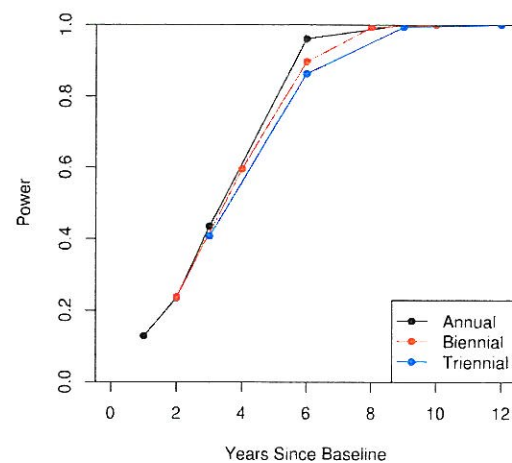 Power
1.0
0.8
0.6
0.4
0.2
0.0
Annual
Biennial
Triennial
0 2 4 6 8 10 12
Years Since Baseline